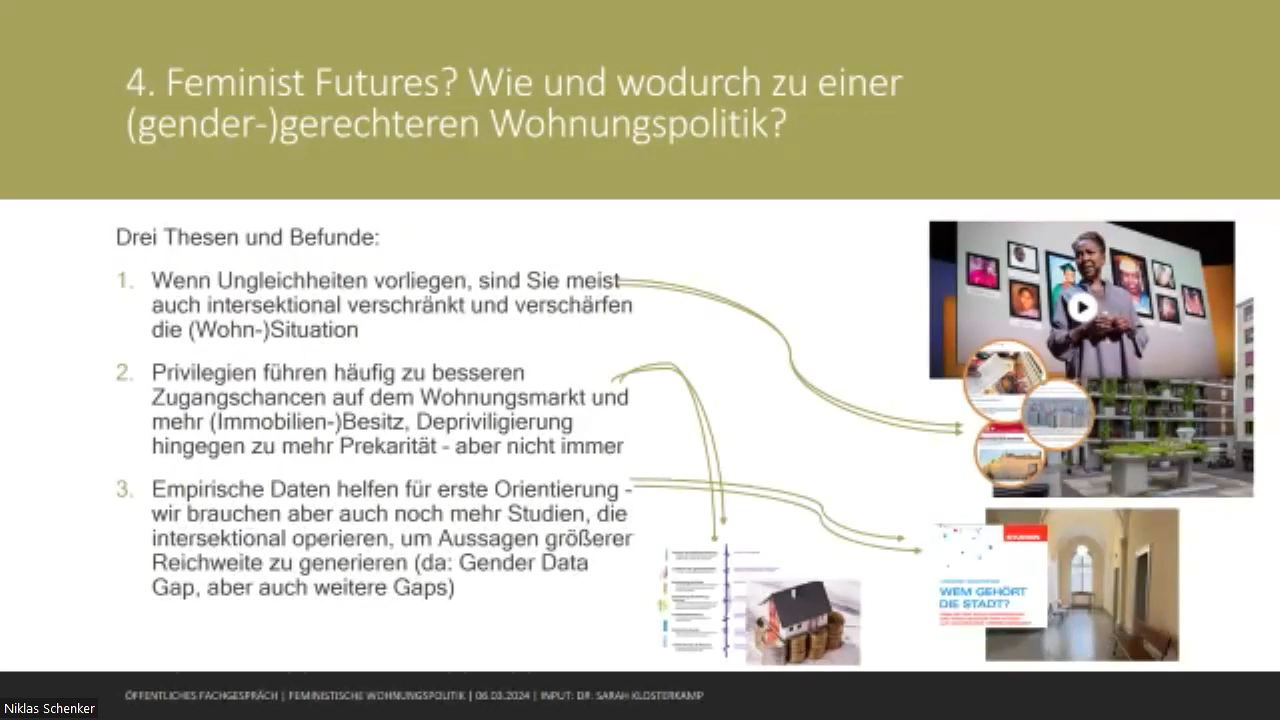 4. Feminist Futures? Wie und wodurch zu einer
(gender-)gerechteren Wohnungspolitik?
Drei Thesen und Befunde:
1. Wenn Ungleichheiten vorliegen, sind Sie meist
auch intersektional verschränkt und verschärfen
die (Wohn-)Situation
2. Privilegien führen häufig zu besseren
Zugangschancen auf dem Wohnungsmarkt und
mehr (Immobilien-)Besitz, Depriviligierung
hingegen zu mehr Prekarität - aber nicht immer
3. Empirische Daten helfen für erste Orientierung -
wir brauchen aber auch noch mehr Studien, die
intersektional operieren, um Aussagen größerer
Reichweite zu generieren (da: Gender Data
Gap, aber auch weitere Gaps)
STUDIEN
WEM GEHÖRT
DIE STADT?
ÖFFENTLICHES FACHGESPRÄCH | FEMINISTISCHE WOHNUNGSPOLITIK | 06.03.2024 | INPUT: DR. SARAH KLOSTERKAMP
Niklas Schenker